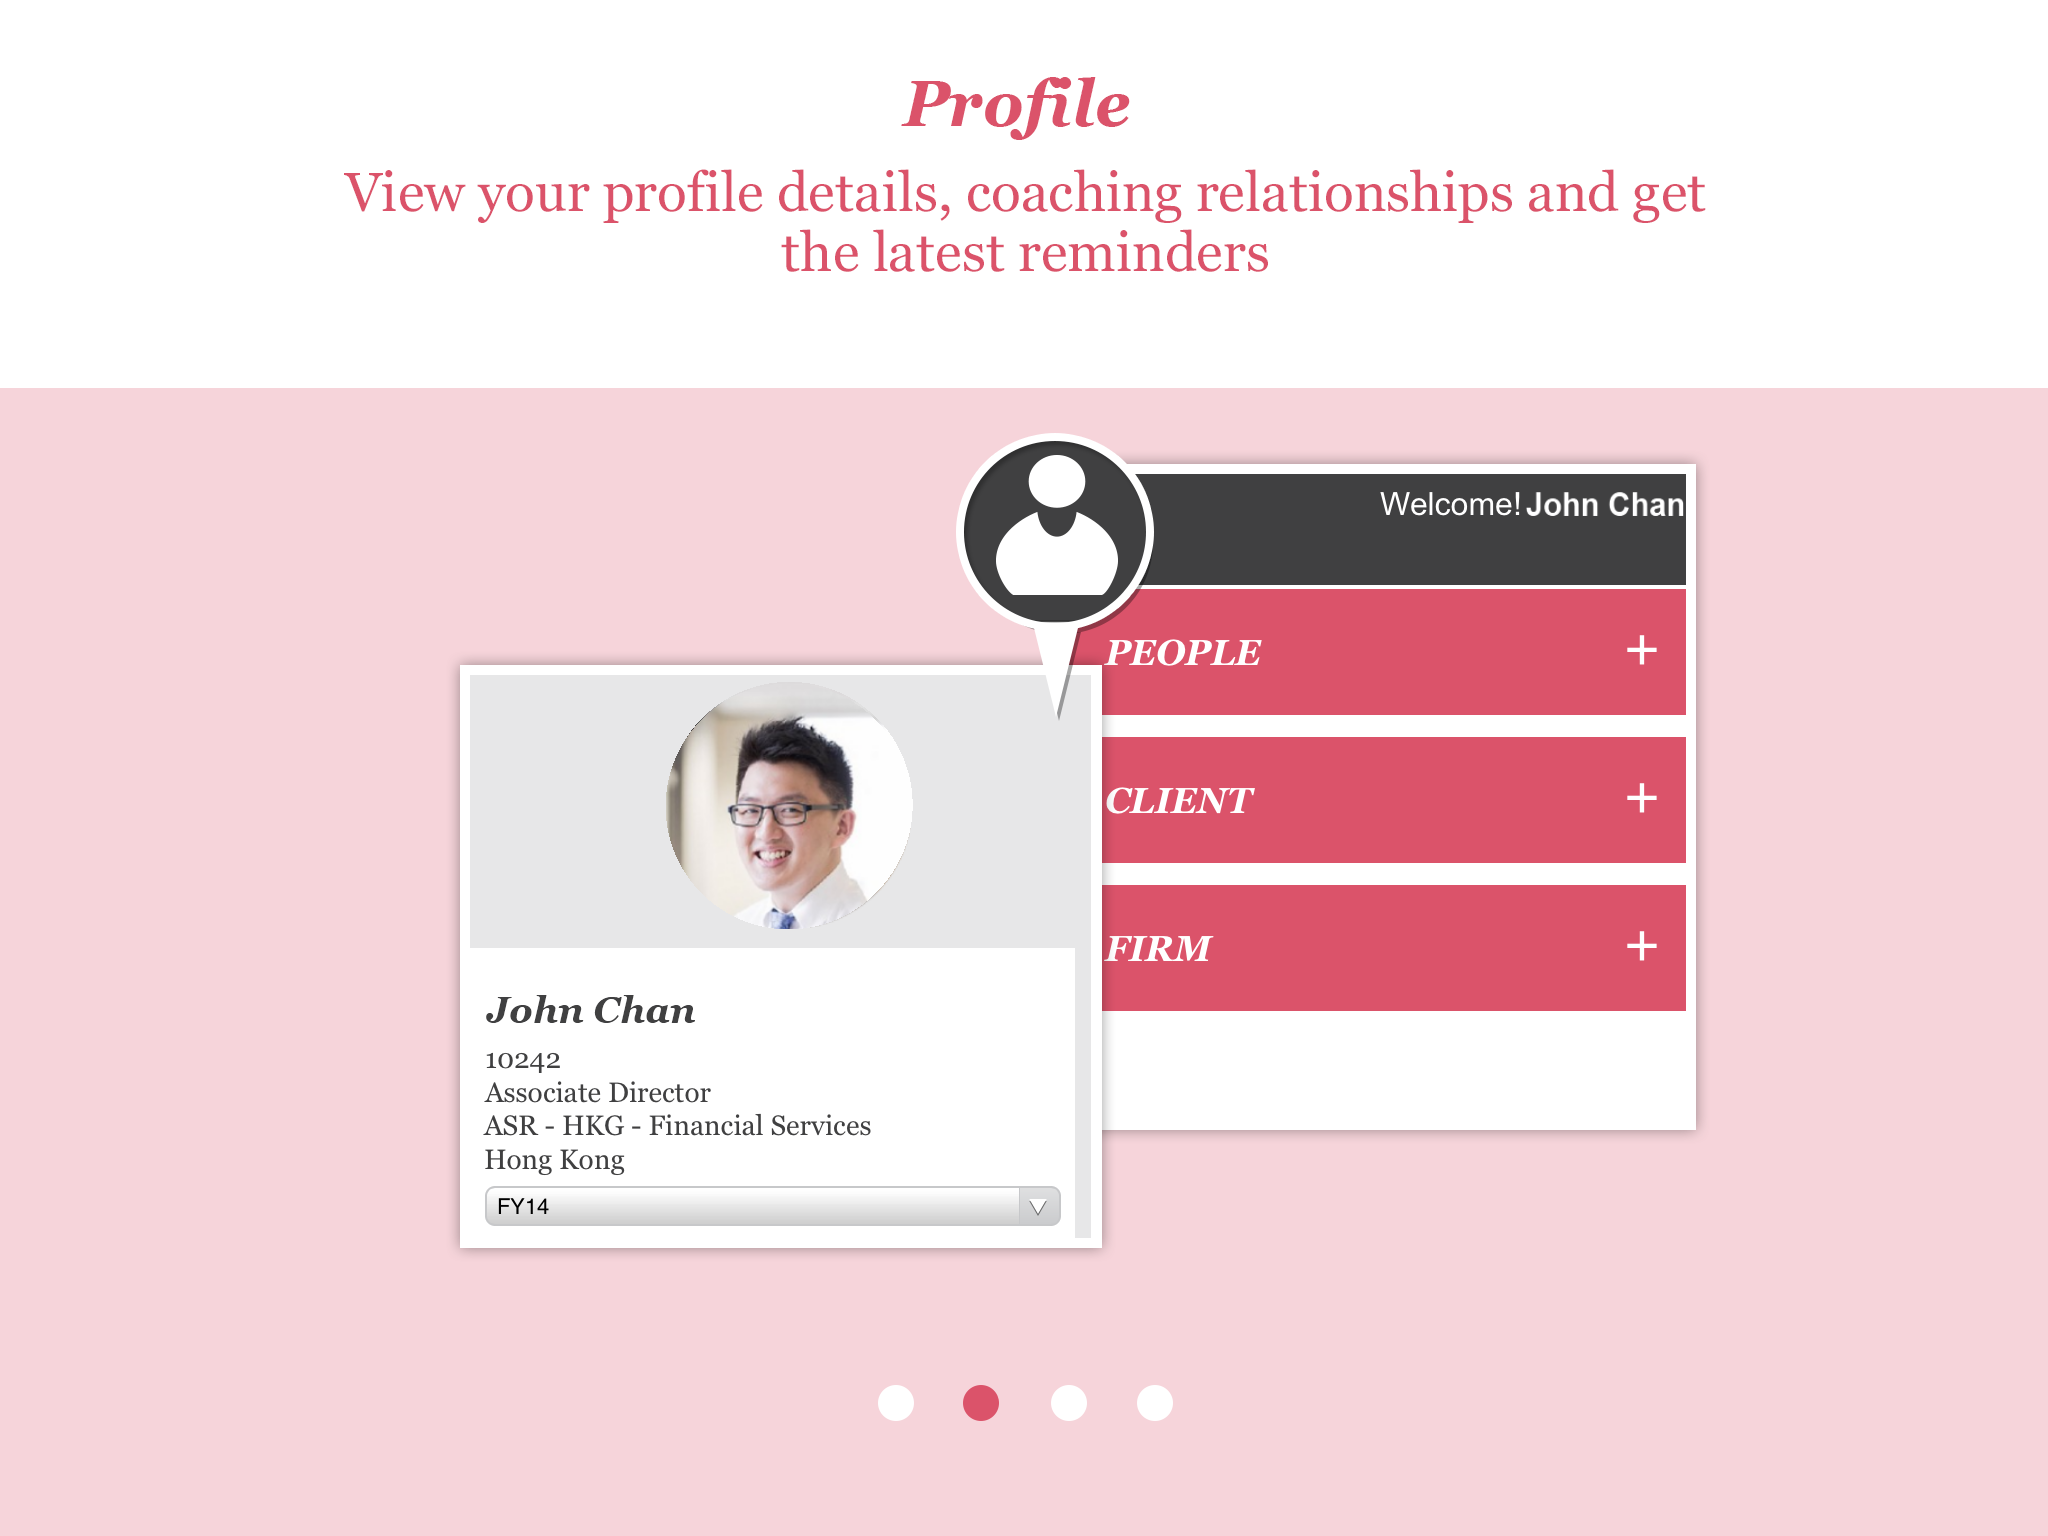 Profile
View your profile details, coaching relationships and get
the latest reminders
Welcome! John Chan
PEOPLE +
CLIENT +
FIRM +
John Chan
10242
Associate Director
ASR - HKG - Financial Services
Hong Kong
FY14